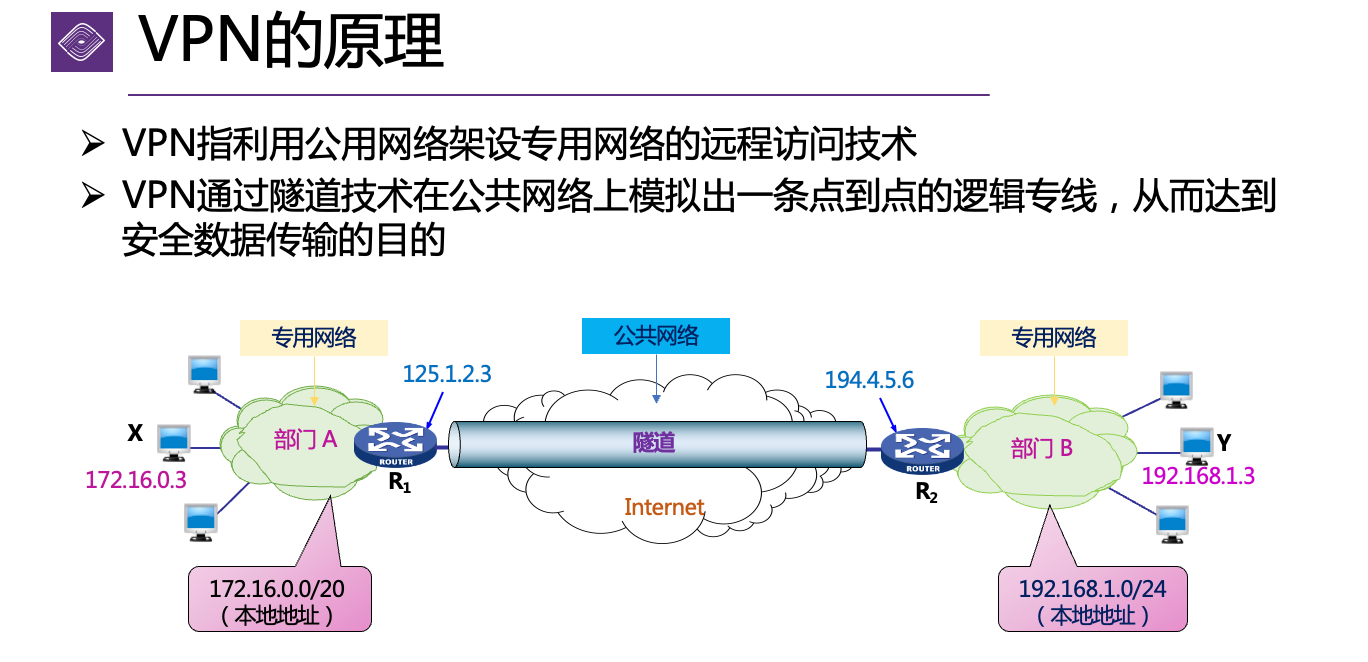 VPN的原理
VPN指利用公用网络架设专用网络的远程访问技术
VPN通过隧道技术在公共网络上模拟出一条点到点的逻辑专线，从而达到
安全数据传输的目的
专用网络
公共网络
专用网络
125.1.2.3
194.4.5.6
X
部门 A
隧道
部门 B
Y
ROUTER
ROUTER
172.16.0.3
R1
R2
192.168.1.3
Internet
172.16.0.0/20
（本地地址）
192.168.1.0/24
（本地地址）